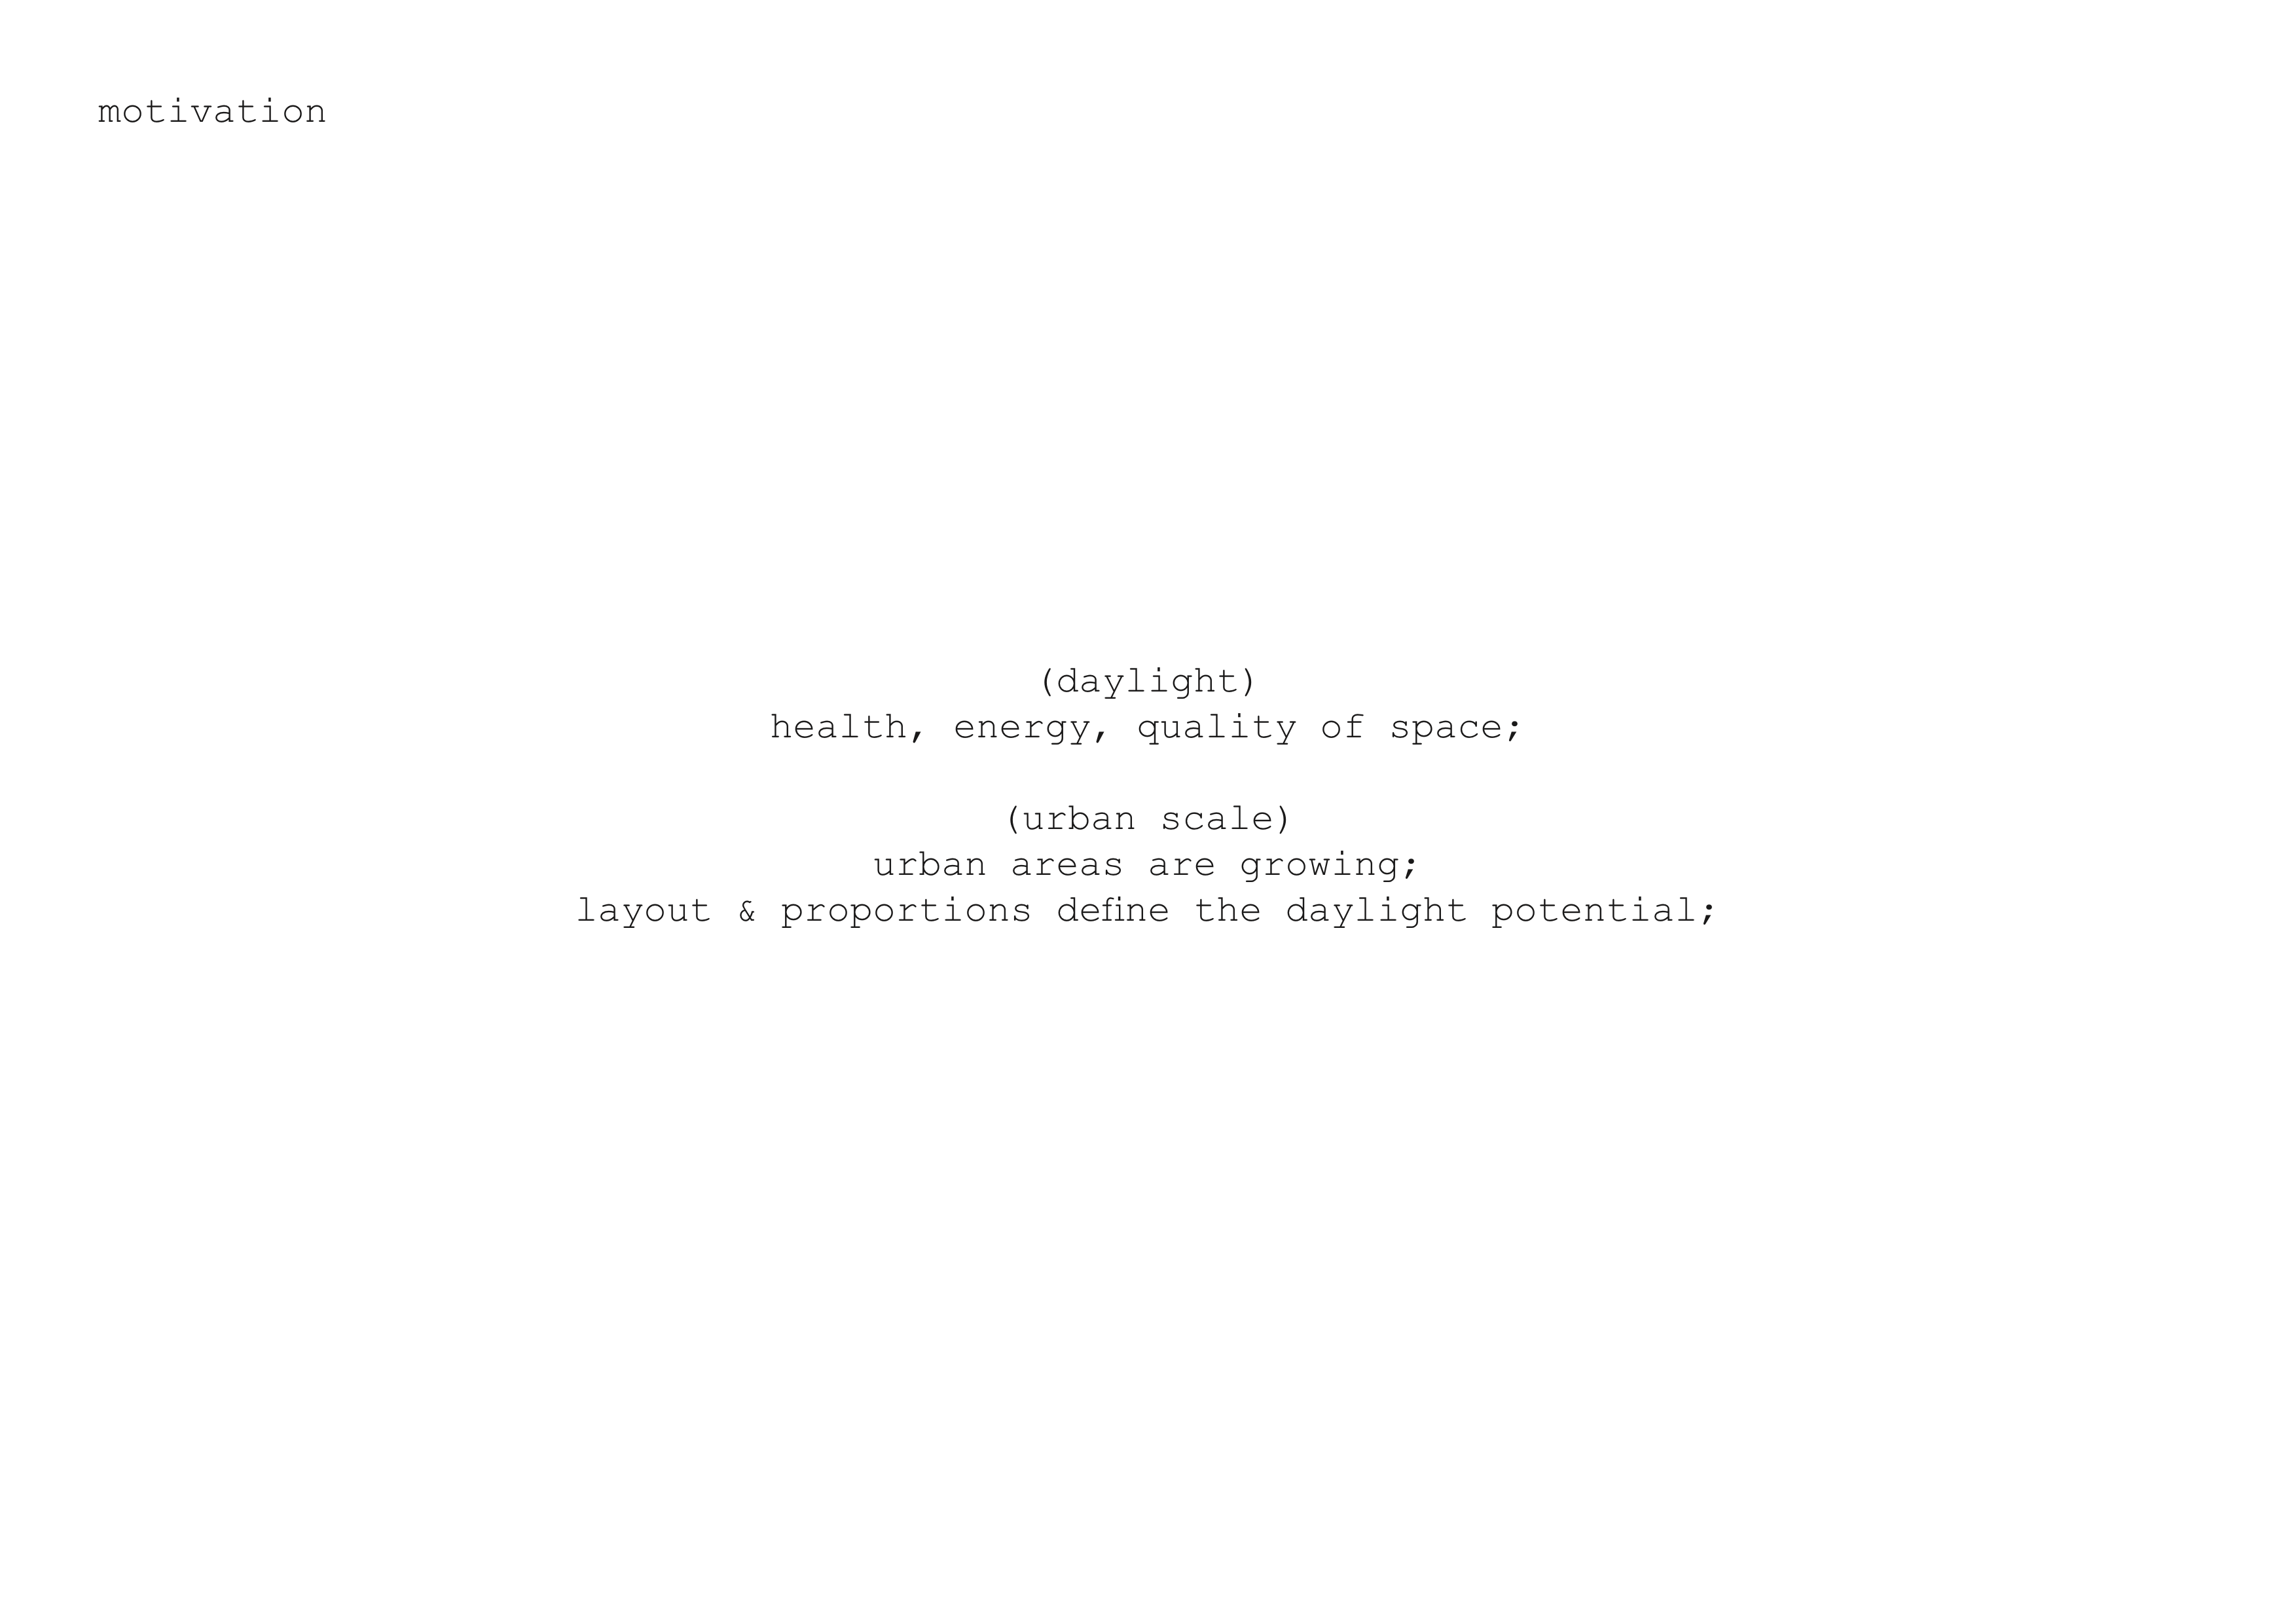 motivation
(daylight)
health, energy, quality of space;
(urban scale)
urban areas are growing;
layout & proportions define the daylight potential;